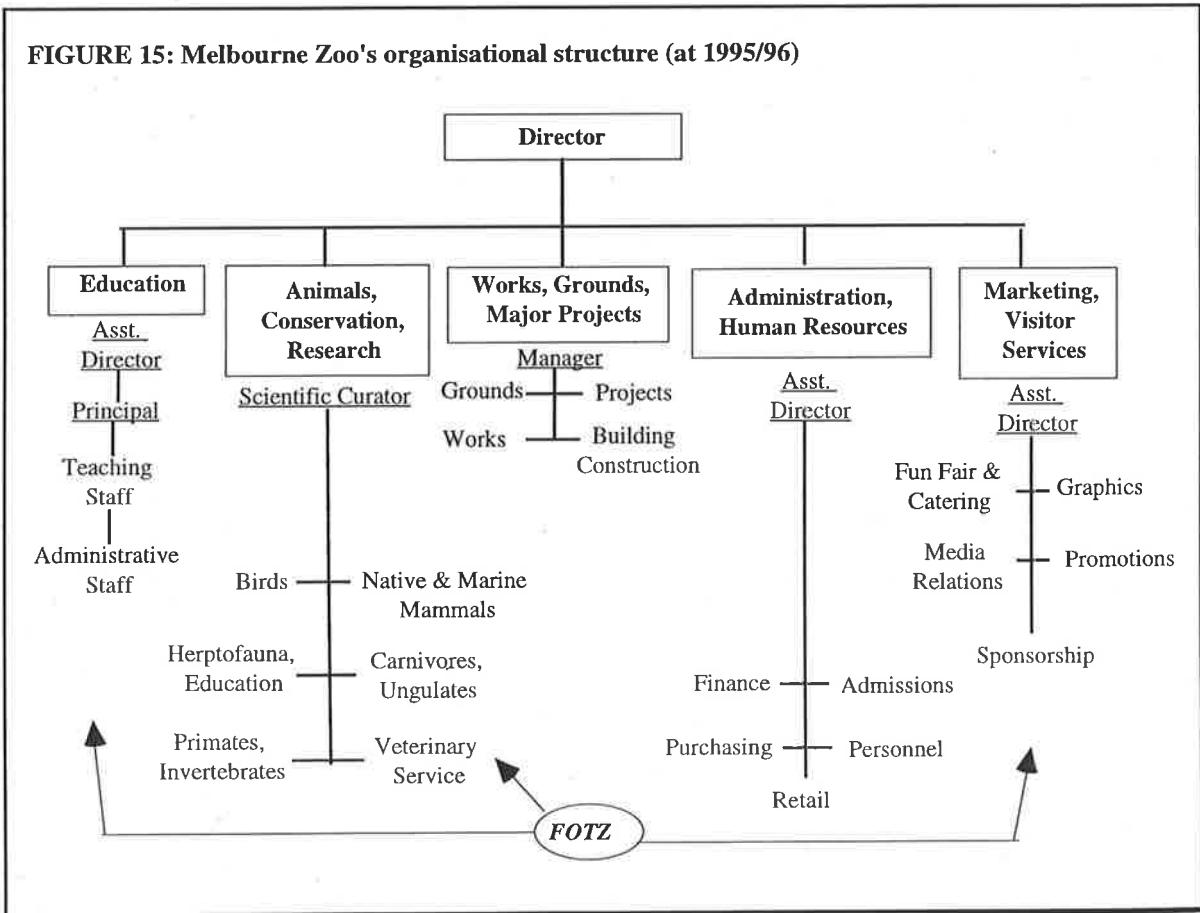 FIGURE 15: Melbourne Zoo's organisational structure (at 1995/96)
Director
Education
Asst.
Director
Principal
Teaching
Staff
Administrative
Staff
Animals,
Conservation,
Research
Scientific Curator
Birds
Native & Marine
Mammals
Herptofauna,
Education
Carnivores,
Ungulates
Primates,
Invertebrates
Veterinary
Service
Works, Grounds,
Major Projects
Manager
Grounds
Projects
Works
Building
Construction
Administration,
Human Resources
Asst.
Director
Finance
Admissions
Purchasing
Personnel
Retail
Marketing,
Visitor
Services
Asst.
Director
Fun Fair &
Catering
Graphics
Media
Relations
Promotions
Sponsorship
FOTZ